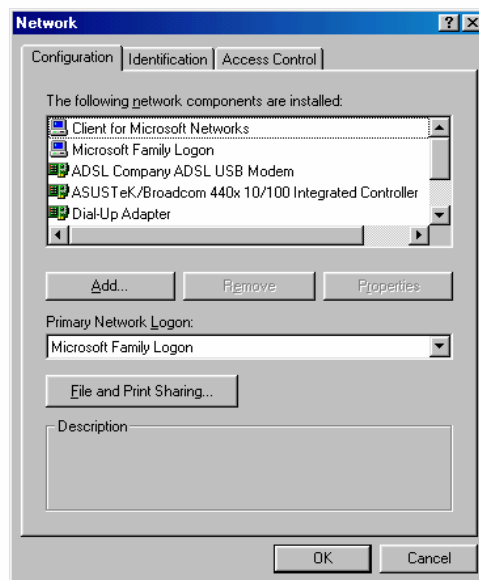 Network
Configuration Identification Access Control
The following network components are installed:
Client for Microsoft Networks
Microsoft Family Logon
ADSL Company ADSL USB Modem
ASUSTeK/Broadcom 440x 10/100 Integrated Controller
Dial-Up Adapter
Add... Remove Properties
Primary Network Logon:
Microsoft Family Logon
File and Print Sharing...
Description
OK Cancel